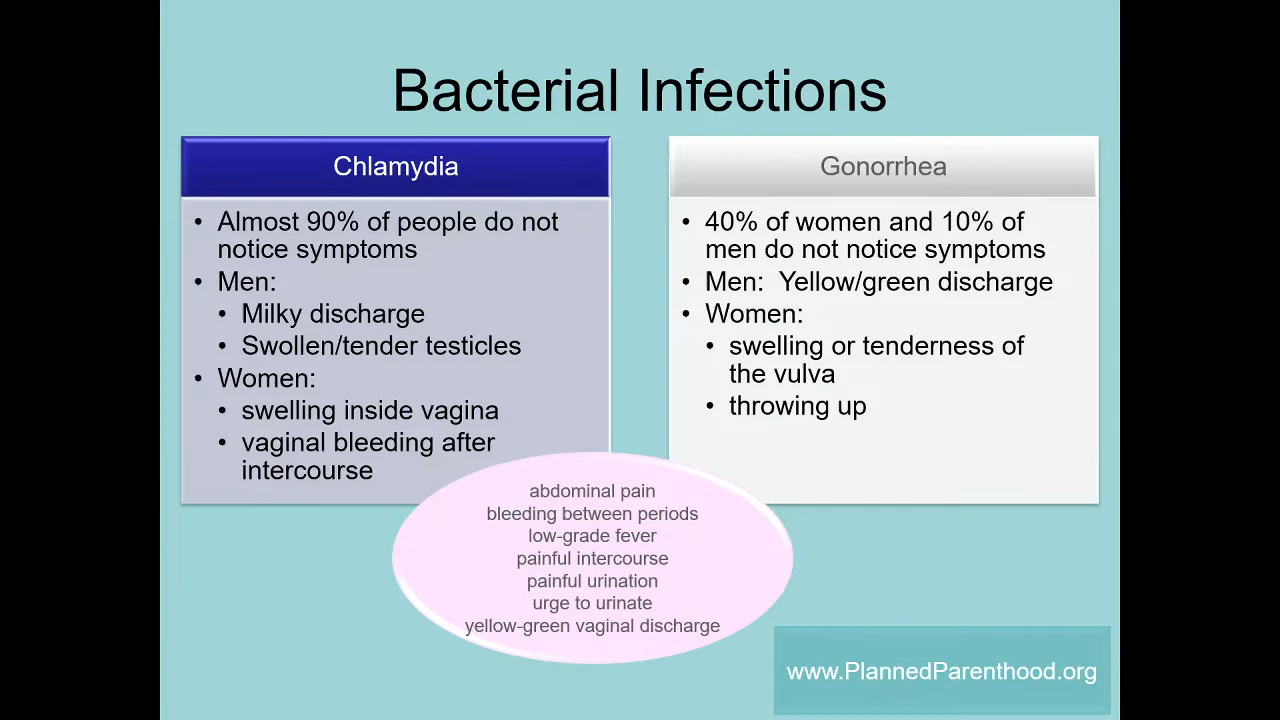 Bacterial Infections
Chlamydia
• Almost 90% of people do not
notice symptoms
• Men:
• Milky discharge
• Swollen/tender testicles
• Women:
• swelling inside vagina
• vaginal bleeding after
intercourse
Gonorrhea
• 40% of women and 10% of
men do not notice symptoms
• Men:  Yellow/green discharge
• Women:
• swelling or tenderness of
the vulva
• throwing up
abdominal pain
bleeding between periods
low-grade fever
painful intercourse
painful urination
urge to urinate
yellow-green vaginal discharge
www.PlannedParenthood.org